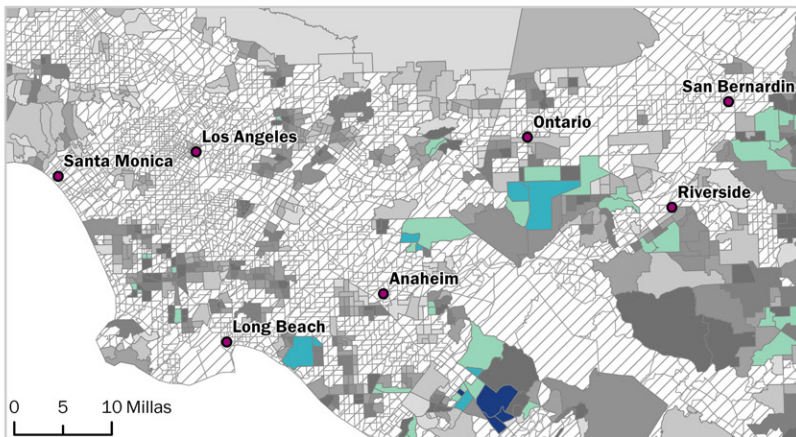 San Bernardin
Los Angeles
Ontario
Santa Monica
Riverside
Anaheim
Long Beach
0 5 10 Millas